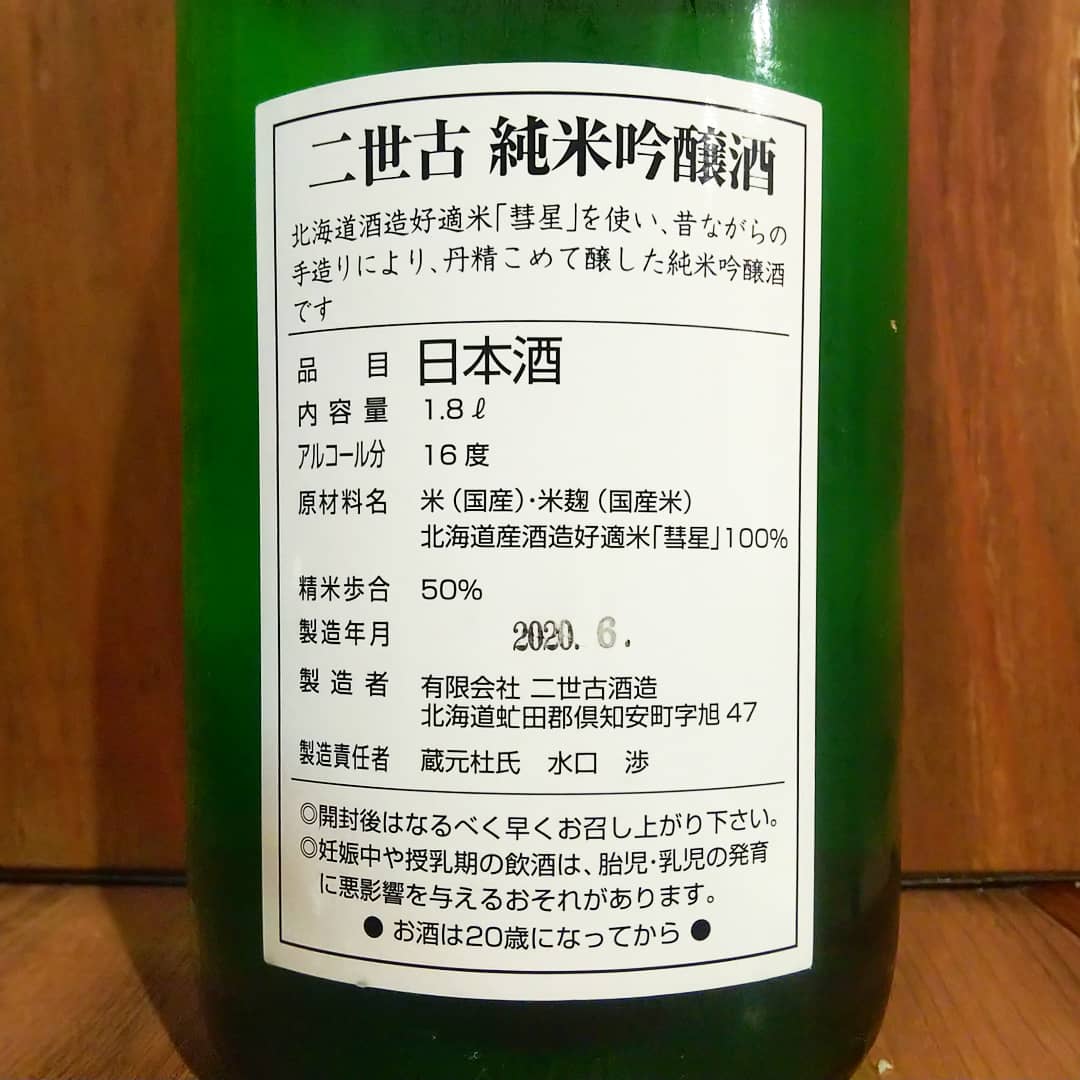 二世古 純米吟醸酒
北海道酒造好適米「彗星」を使い、昔ながらの
手造りにより、丹精こめて醸した純米吟醸酒
です
品 目 日本酒
内容量 1.8ℓ
アルコール分 16度
原材料名 米(国産)・米麹(国産米)
北海道産酒造好適米「彗星」100%
精米歩合 50%
製造年月 2020. 6.
製造者 有限会社 二世古酒造
北海道虻田郡倶知安町字旭47
製造責任者 蔵元杜氏 水口 渉
◎開封後はなるべく早くお召し上がり下さい。
◎妊娠中や授乳期の飲酒は、胎児・乳児の発育
に悪影響を与えるおそれがあります。
● お酒は20歳になってから ●